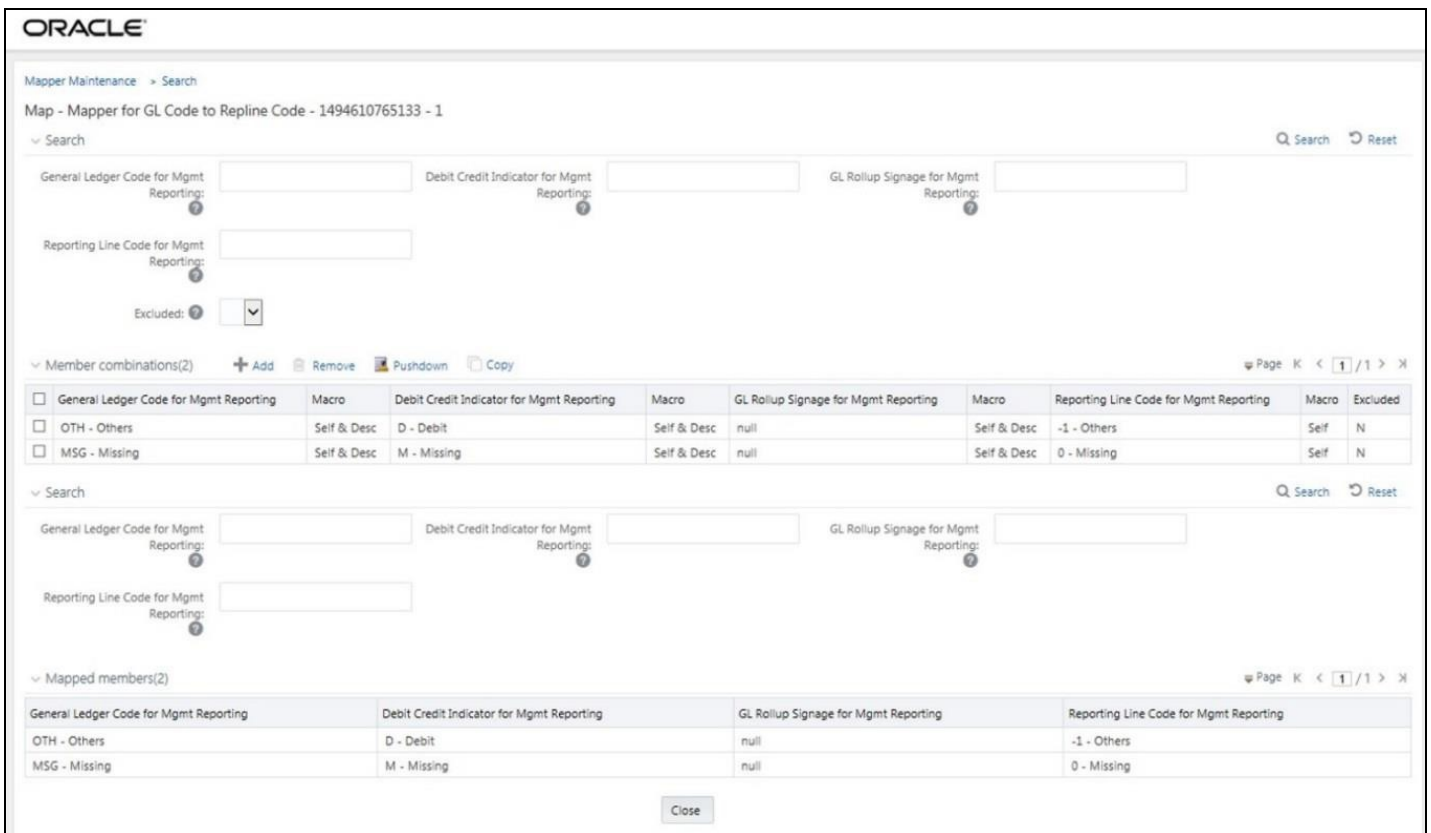 ORACLE
Mapper Maintenance > Search
Map - Mapper for GL Code to Repline Code - 1494610765133 - 1
Search Search Reset
General Ledger Code for Mgmt Reporting: Debit Credit Indicator for Mgmt Reporting: GL Rollup Signage for Mgmt Reporting:
Reporting Line Code for Mgmt Reporting:
Excluded:
Member combinations(2) Add Remove Pushdown Copy Page 1 / 1
General Ledger Code for Mgmt Reporting Macro Debit Credit Indicator for Mgmt Reporting Macro GL Rollup Signage for Mgmt Reporting Macro Reporting Line Code for Mgmt Reporting Macro Excluded
OTH - Others Self & Desc D - Debit Self & Desc null Self & Desc -1 - Others Self N
MSG - Missing Self & Desc M - Missing Self & Desc null Self & Desc 0 - Missing Self N
Search Search Reset
General Ledger Code for Mgmt Reporting: Debit Credit Indicator for Mgmt Reporting: GL Rollup Signage for Mgmt Reporting:
Reporting Line Code for Mgmt Reporting:
Mapped members(2) Page 1 / 1
General Ledger Code for Mgmt Reporting Debit Credit Indicator for Mgmt Reporting GL Rollup Signage for Mgmt Reporting Reporting Line Code for Mgmt Reporting
OTH - Others D - Debit null -1 - Others
MSG - Missing M - Missing null 0 - Missing
Close